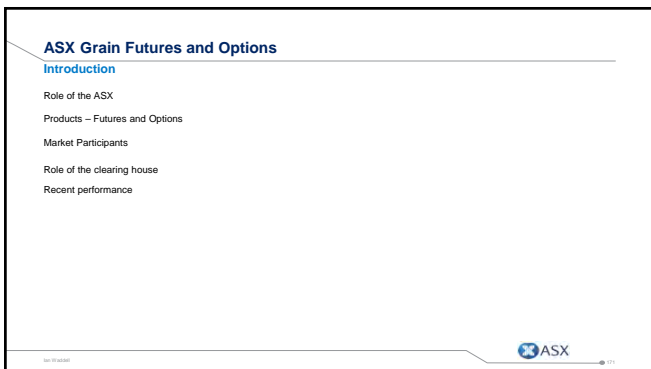 ASX Grain Futures and Options
Introduction
Role of the ASX
Products – Futures and Options
Market Participants
Role of the clearing house
Recent performance
ASX